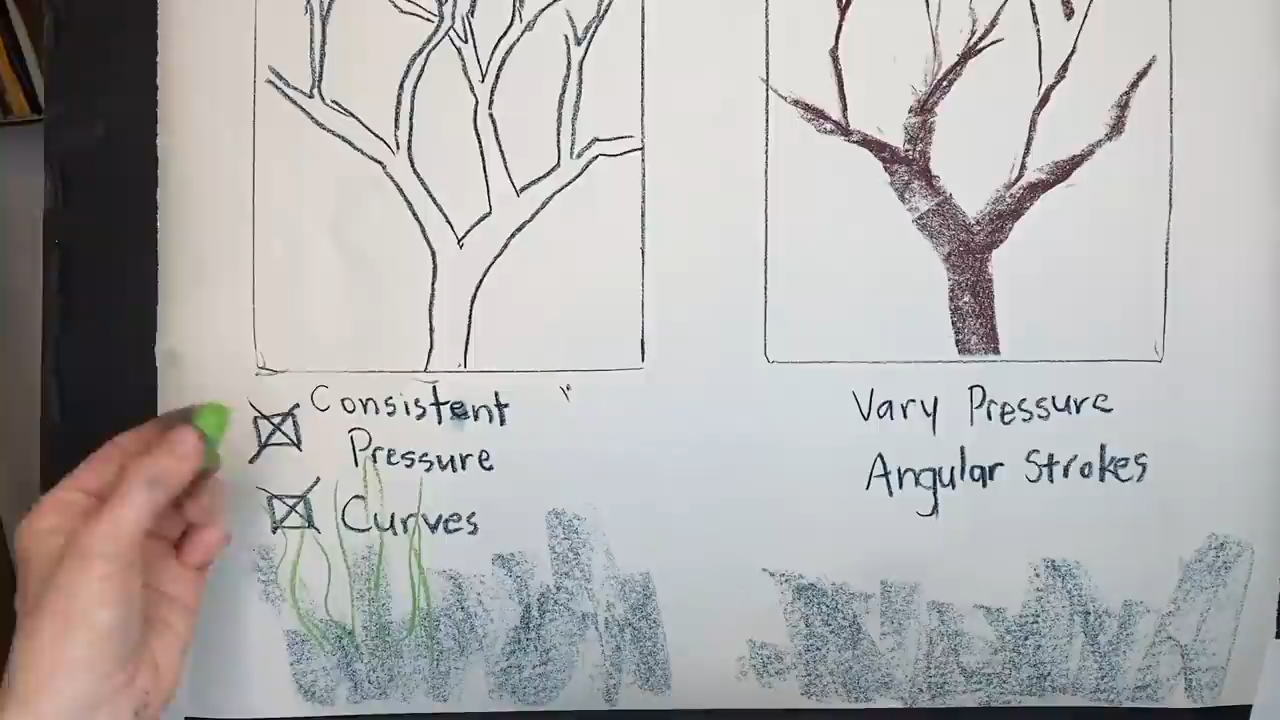 Consistent
Pressure
Curves
Vary Pressure
Angular Strokes